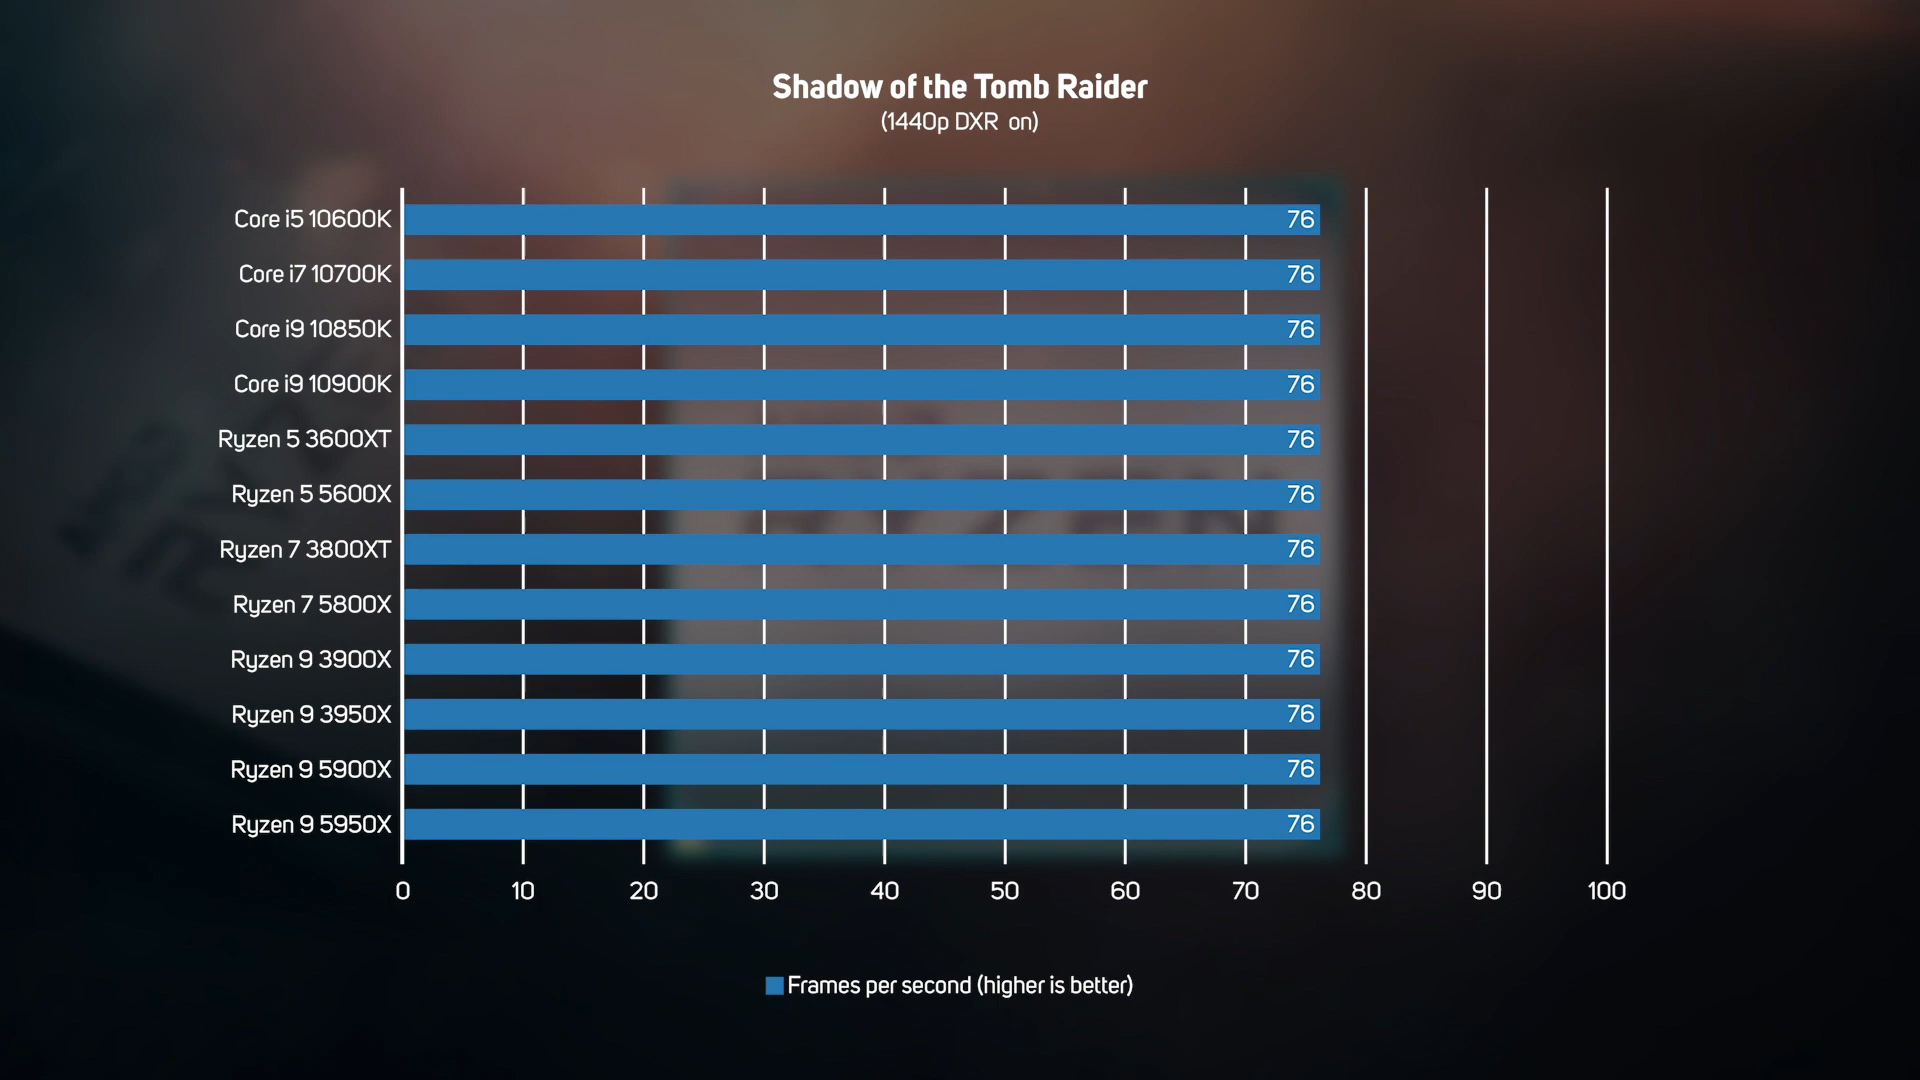 Shadow of the Tomb Raider
(1440p DXR on)
Core i5 10600K 76
Core i7 10700K 76
Core i9 10850K 76
Core i9 10900K 76
Ryzen 5 3600XT 76
Ryzen 5 5600X 76
Ryzen 7 3800XT 76
Ryzen 7 5800X 76
Ryzen 9 3900X 76
Ryzen 9 3950X 76
Ryzen 9 5900X 76
Ryzen 9 5950X 76
0 10 20 30 40 50 60 70 80 90 100
Frames per second (higher is better)